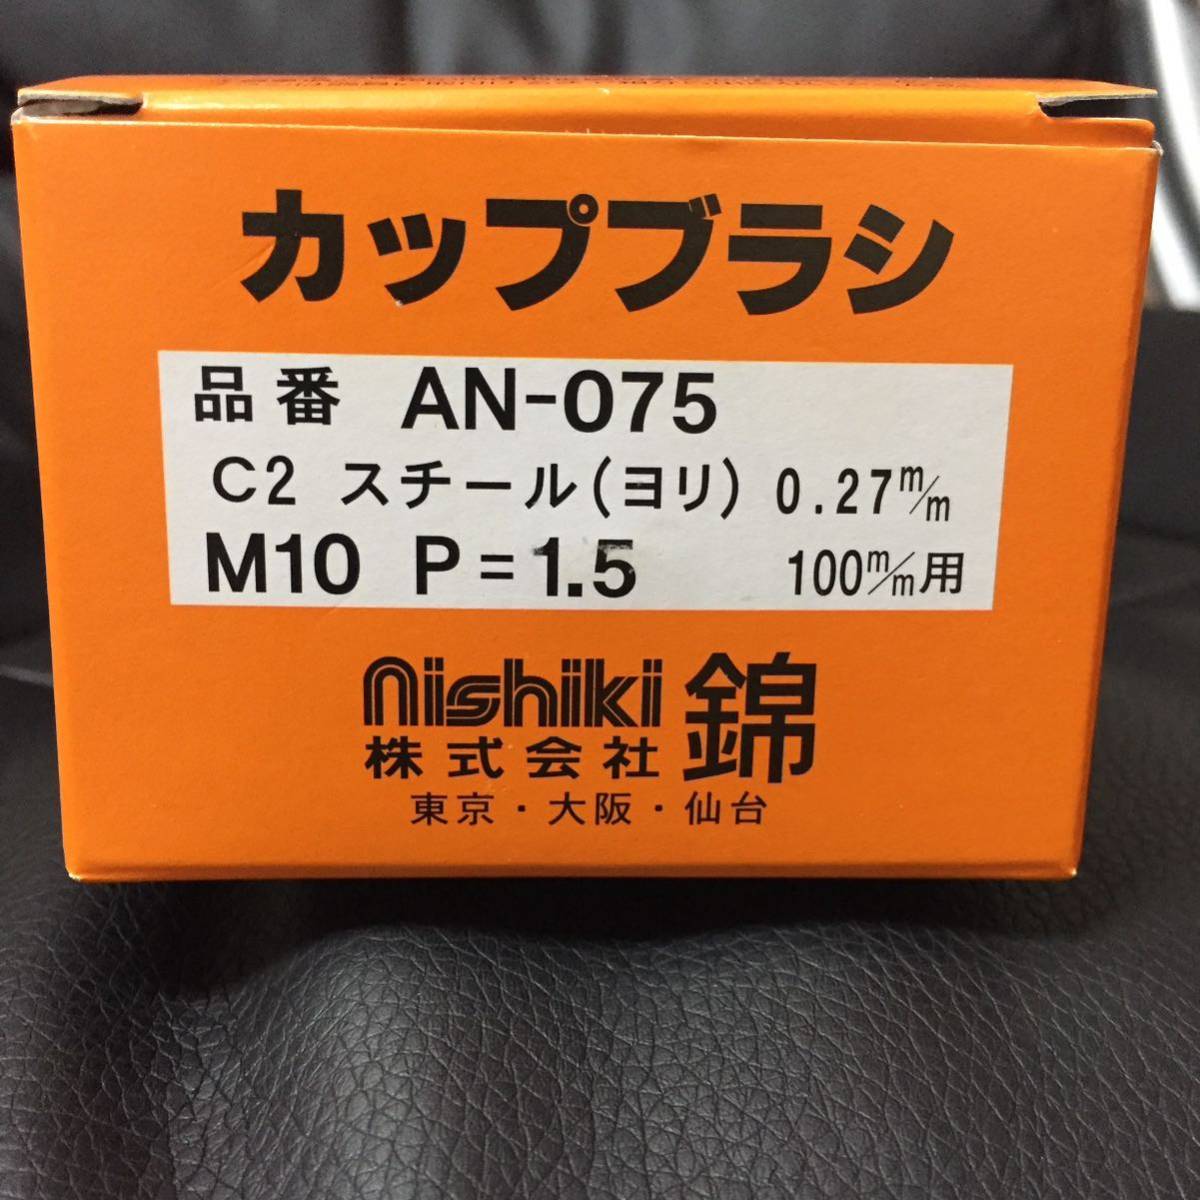 カップブラシ
品番 AN-075
C2 スチール(ヨリ) 0.27m/m
M10 P=1.5 100m/m用
nishiki 錦
株式会社
東京・大阪・仙台